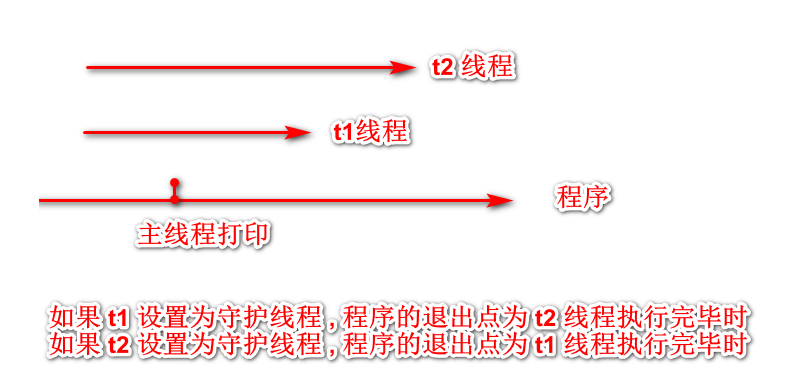 t2 线程
t1线程
程序
主线程打印
如果 t1 设置为守护线程 , 程序的退出点为 t2 线程执行完毕时
如果 t2 设置为守护线程 , 程序的退出点为 t1 线程执行完毕时